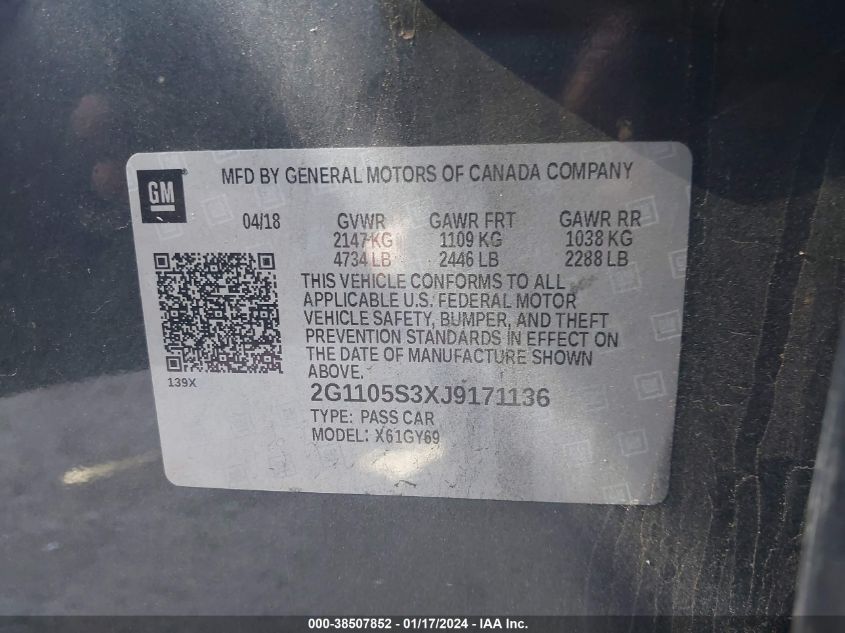 GM
MFD BY GENERAL MOTORS OF CANADA COMPANY
04/18 GVWR GAWR FRT GAWR RR
2147 KG 1109 KG 1038 KG
4734 LB 2446 LB 2288 LB
THIS VEHICLE CONFORMS TO ALL
APPLICABLE U.S. FEDERAL MOTOR
VEHICLE SAFETY, BUMPER, AND THEFT
PREVENTION STANDARDS IN EFFECT ON
THE DATE OF MANUFACTURE SHOWN
ABOVE.
139X
2G1105S3XJ9171136
TYPE: PASS CAR
MODEL: X61GY69
000-38507852 - 01/17/2024 - IAA Inc.